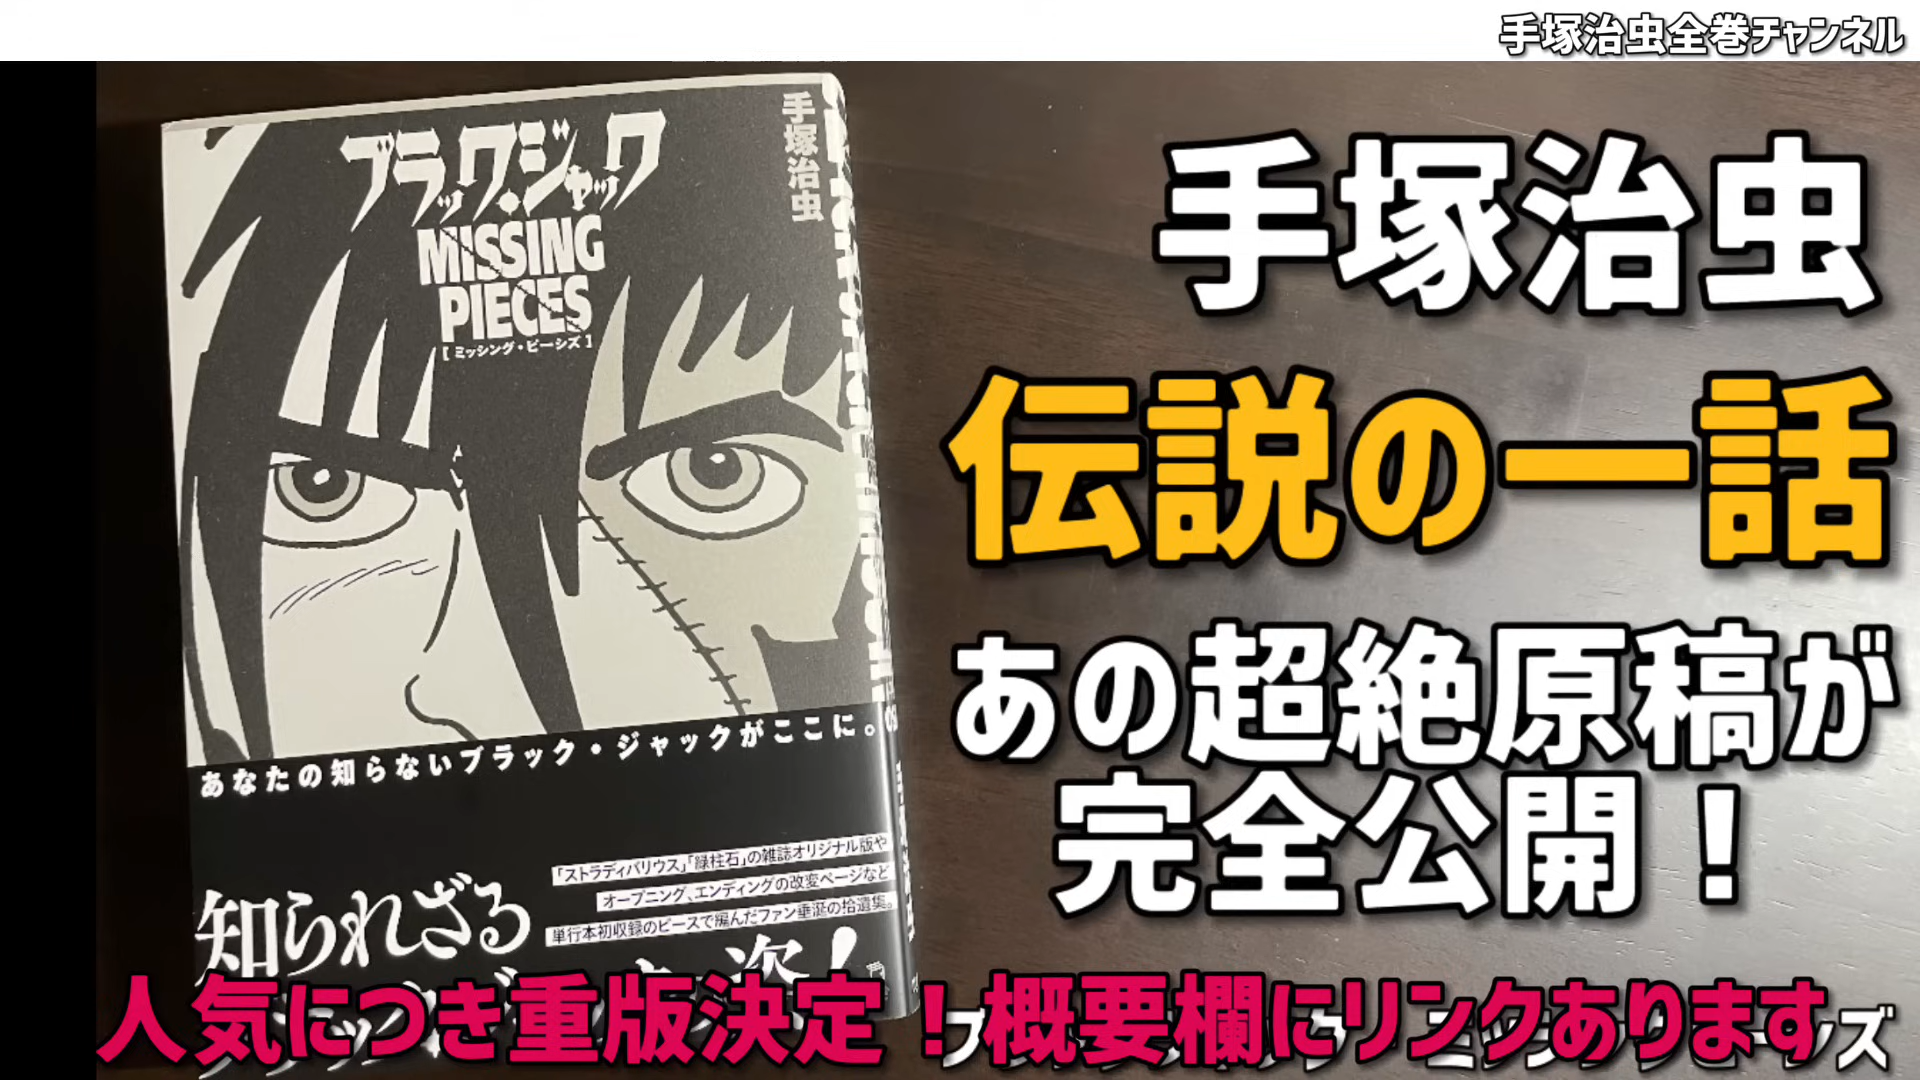 手塚治虫全巻チャンネル
ブラック・ジャック
手塚治虫
MISSING
PIECES
[ミッシング・ピーシズ]
手塚治虫
伝説の一話
あの超絶原稿が
完全公開！
あなたの知らないブラック・ジャックがここに。
「ストラディバリウス」「緑柱石」の雑誌オリジナル版や
オープニング、エンディングの改変ページなど
単行本初収録のピースで編んだファン垂涎の拾遺集。
知られざる
人気につき重版決定！概要欄にリンクあります